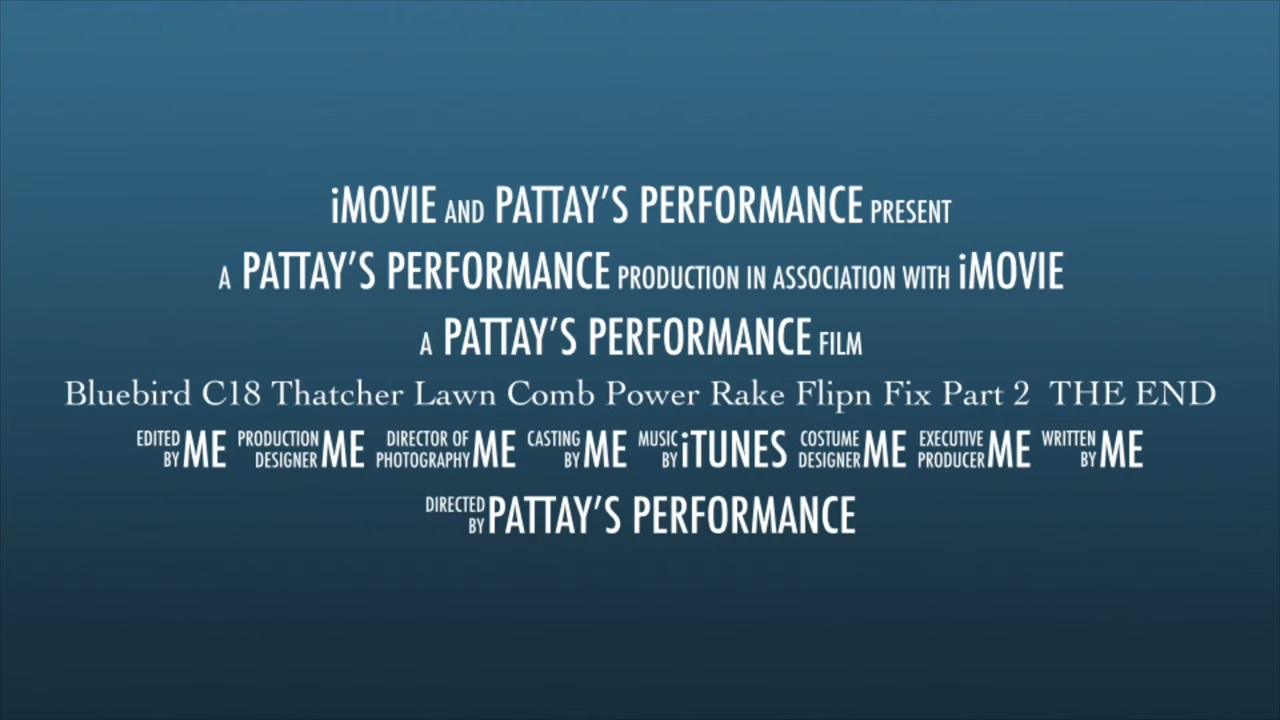 iMOVIE AND PATTAY'S PERFORMANCE PRESENT
A PATTAY'S PERFORMANCE PRODUCTION IN ASSOCIATION WITH iMOVIE
A PATTAY'S PERFORMANCE FILM
Bluebird C18 Thatcher Lawn Comb Power Rake Flipn Fix Part 2 THE END
EDITED BY ME PRODUCTION DESIGNER ME DIRECTOR OF PHOTOGRAPHY ME CASTING BY ME MUSIC BY iTUNES COSTUME DESIGNER ME EXECUTIVE PRODUCER ME WRITTEN BY ME
DIRECTED BY PATTAY'S PERFORMANCE